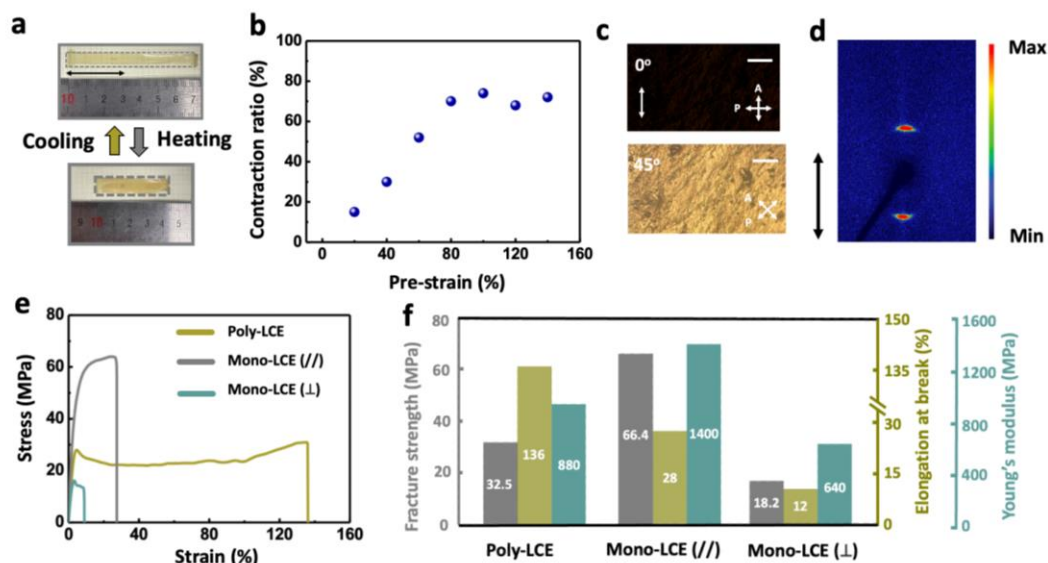 a
10 1 2 3 4 5 6 7
Cooling Heating
9 10 1 2 3 4 5
b
Contraction ratio (%)
100
80
60
40
20
0
0 40 80 120 160
Pre-strain (%)
c
0°
A
P
45°
A
P
d
Max
Min
e
Stress (MPa)
80
60
40
20
0
Poly-LCE
Mono-LCE (//)
Mono-LCE (⊥)
0 40 80 120 160
Strain (%)
f
Fracture strength (MPa)
80
60
40
20
0
32.5 136 880
66.4 28 1400
18.2 12 640
Poly-LCE Mono-LCE (//) Mono-LCE (⊥)
150
135
30
15
0
Elongation at break (%)
1600
1200
800
400
0
Young's modulus (MPa)